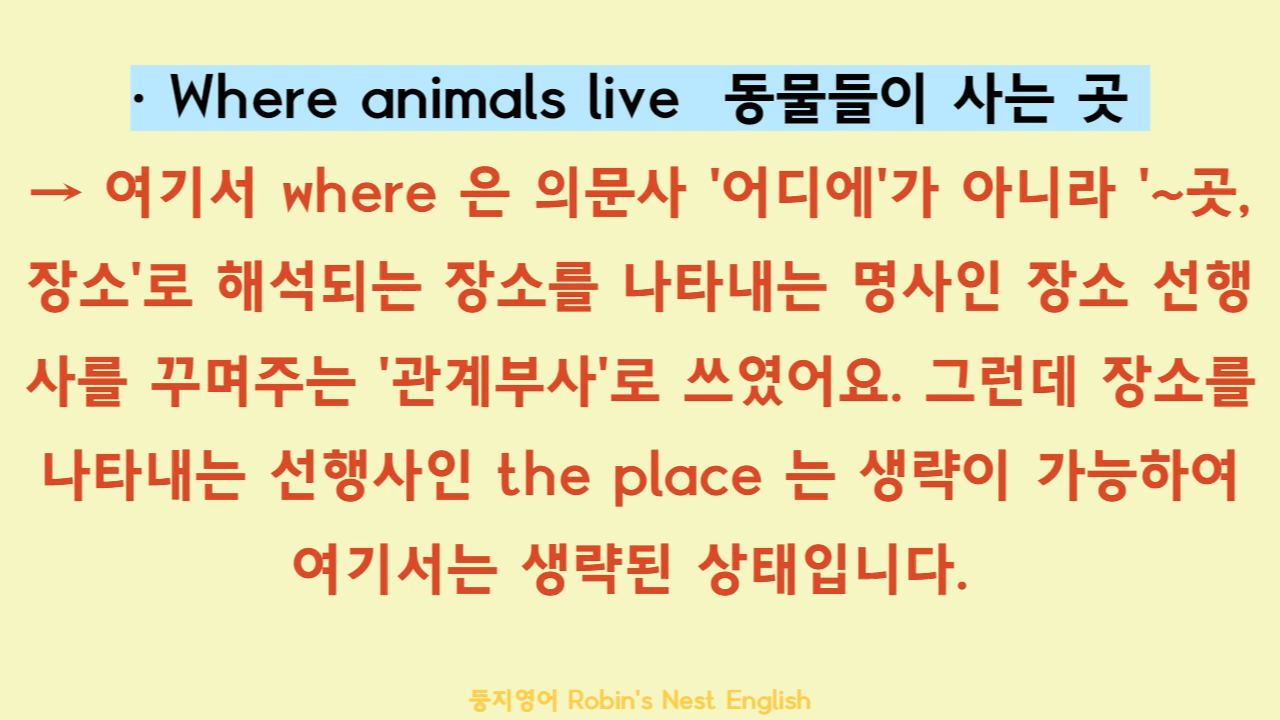 · Where animals live 동물들이 사는 곳
→ 여기서 where 은 의문사 '어디에'가 아니라 '~곳,
장소'로 해석되는 장소를 나타내는 명사인 장소 선행
사를 꾸며주는 '관계부사'로 쓰였어요. 그런데 장소를
나타내는 선행사인 the place 는 생략이 가능하여
여기서는 생략된 상태입니다.
둥지영어 Robin's Nest English